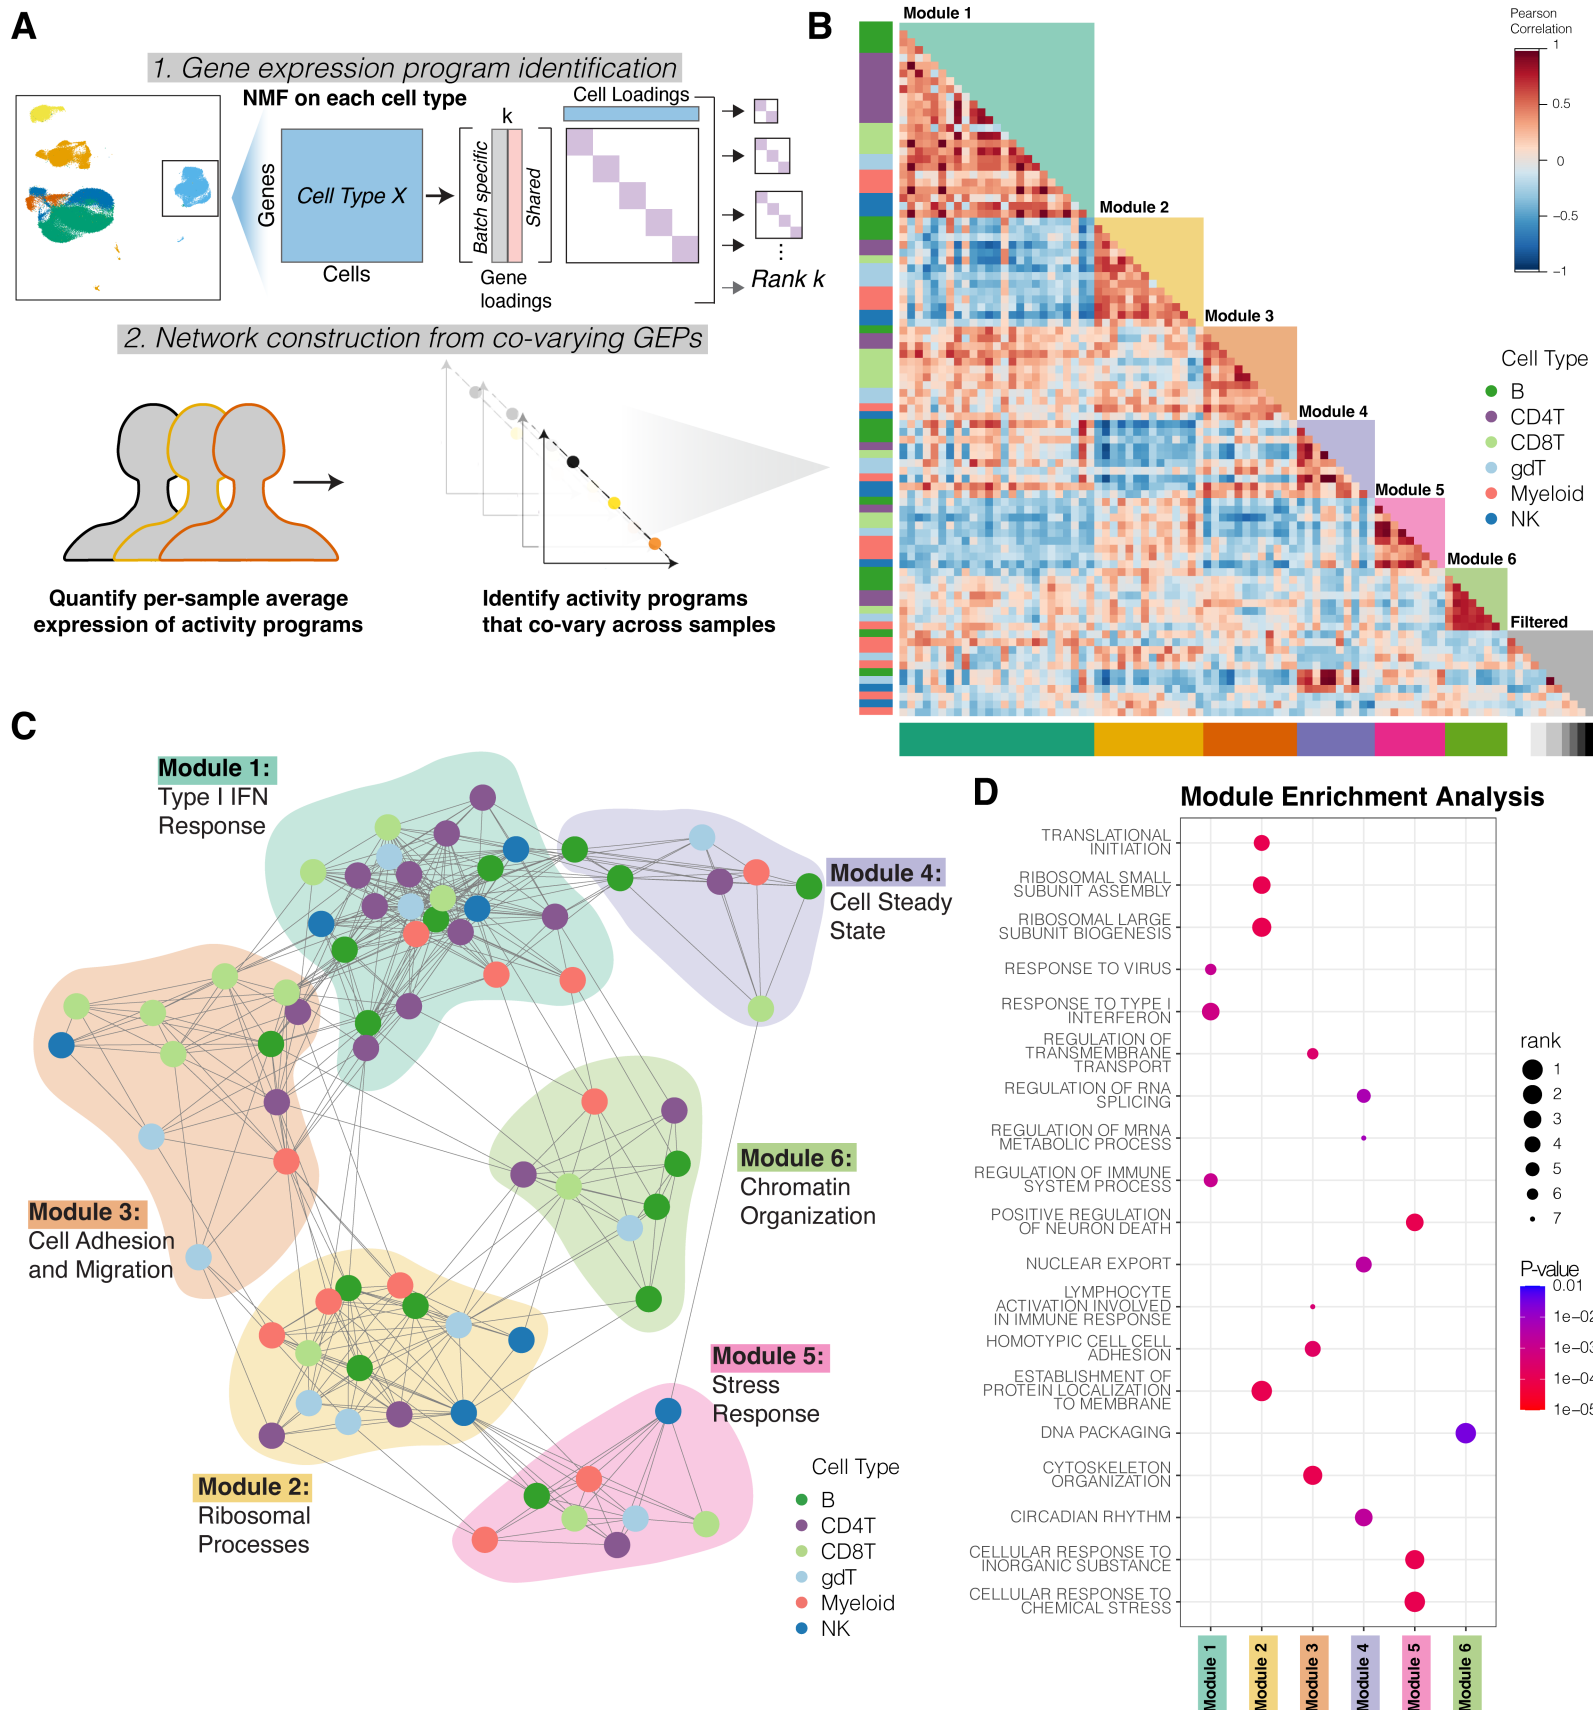 A
1. Gene expression program identification
NMF on each cell type
Genes
Cell Type X
Cells
k
Batch specific
Shared
Gene
loadings
Cell Loadings
Rank k
2. Network construction from co-varying GEPs
Quantify per-sample average
expression of activity programs
Identify activity programs
that co-vary across samples
B
Module 1
Module 2
Module 3
Module 4
Module 5
Module 6
Filtered
Pearson
Correlation
1
0.5
0
−0.5
−1
Cell Type
B
CD4T
CD8T
gdT
Myeloid
NK
C
Module 1:
Type I IFN
Response
Module 4:
Cell Steady
State
Module 3:
Cell Adhesion
and Migration
Module 6:
Chromatin
Organization
Module 5:
Stress
Response
Module 2:
Ribosomal
Processes
Cell Type
B
CD4T
CD8T
gdT
Myeloid
NK
D
Module Enrichment Analysis
TRANSLATIONAL
INITIATION
RIBOSOMAL SMALL
SUBUNIT ASSEMBLY
RIBOSOMAL LARGE
SUBUNIT BIOGENESIS
RESPONSE TO VIRUS
RESPONSE TO TYPE I
INTERFERON
REGULATION OF
TRANSMEMBRANE
TRANSPORT
REGULATION OF RNA
SPLICING
REGULATION OF MRNA
METABOLIC PROCESS
REGULATION OF IMMUNE
SYSTEM PROCESS
POSITIVE REGULATION
OF NEURON DEATH
NUCLEAR EXPORT
LYMPHOCYTE
ACTIVATION INVOLVED
IN IMMUNE RESPONSE
HOMOTYPIC CELL CELL
ADHESION
ESTABLISHMENT OF
PROTEIN LOCALIZATION
TO MEMBRANE
DNA PACKAGING
CYTOSKELETON
ORGANIZATION
CIRCADIAN RHYTHM
CELLULAR RESPONSE TO
INORGANIC SUBSTANCE
CELLULAR RESPONSE TO
CHEMICAL STRESS
Module 1
Module 2
Module 3
Module 4
Module 5
Module 6
rank
1
2
3
4
5
6
7
P-value
0.01
1e-02
1e-03
1e-04
1e-05